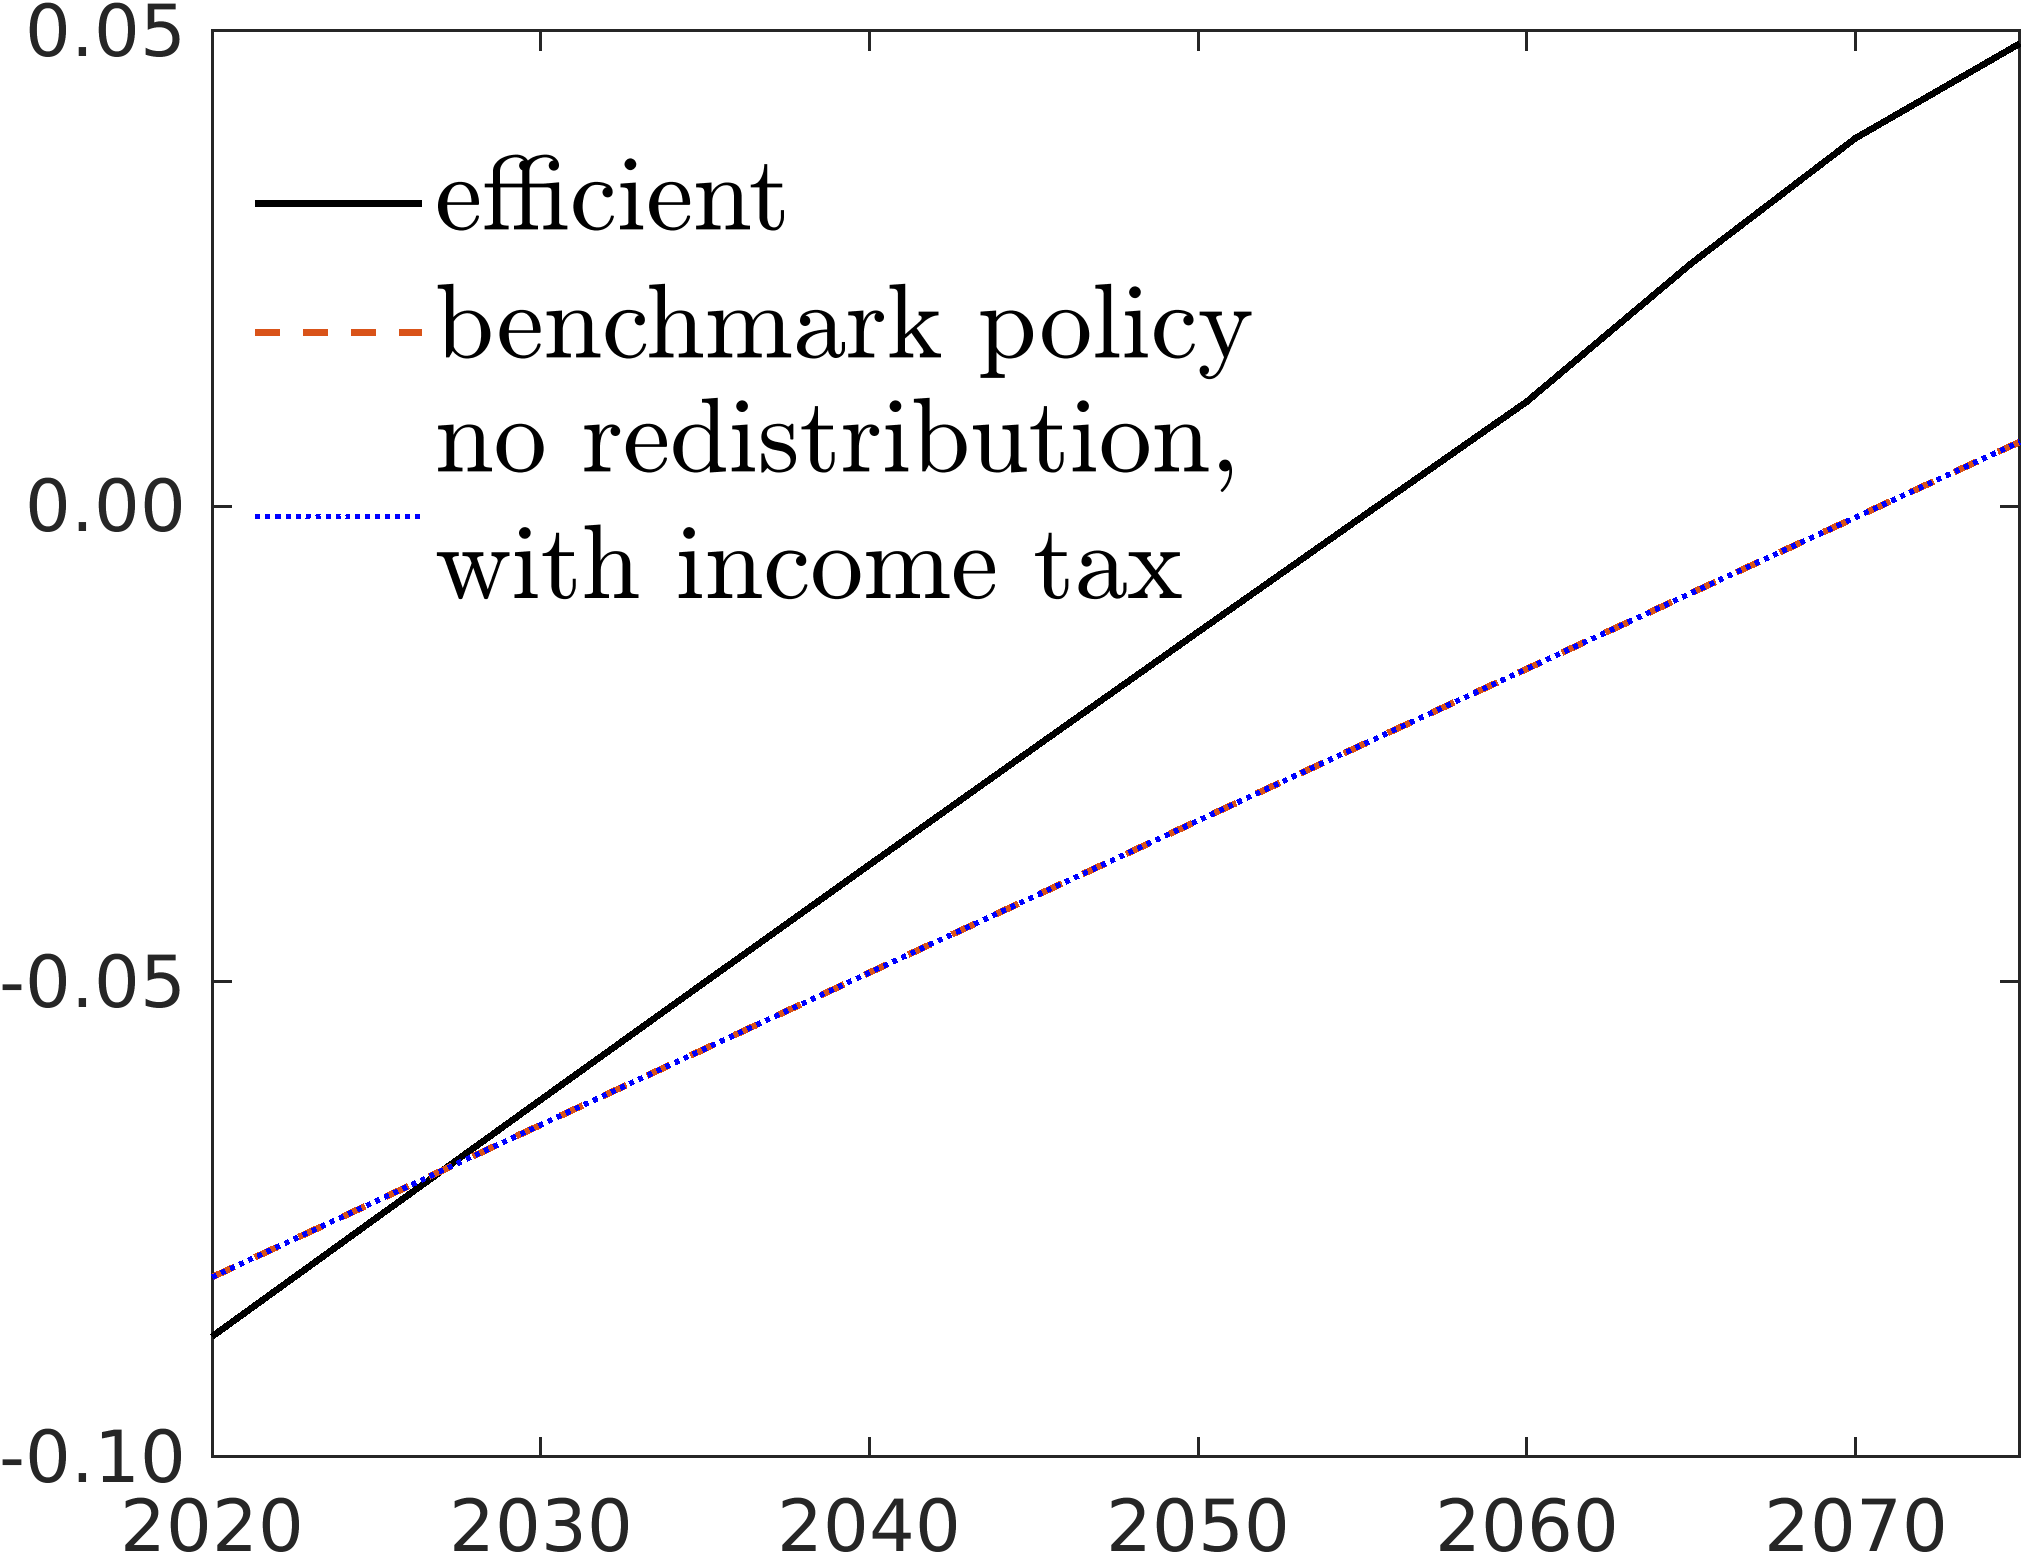 0.05
efficient
benchmark policy
no redistribution,
0.00
with income tax
-0.05
-0.10
2020 2030 2040 2050 2060 2070